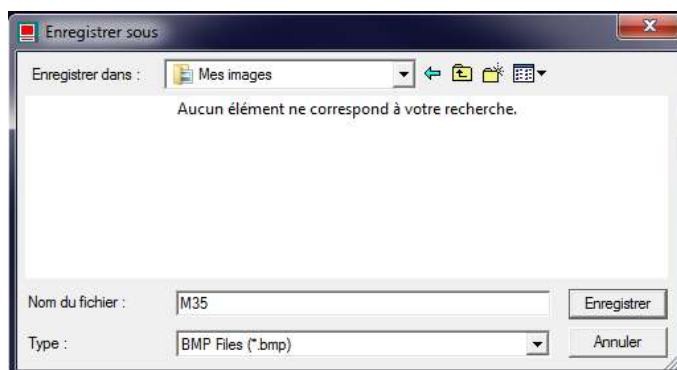 Enregistrer sous
Enregistrer dans : Mes images
Aucun élément ne correspond à votre recherche.
Nom du fichier : M35 Enregistrer
Type : BMP Files (*.bmp) Annuler